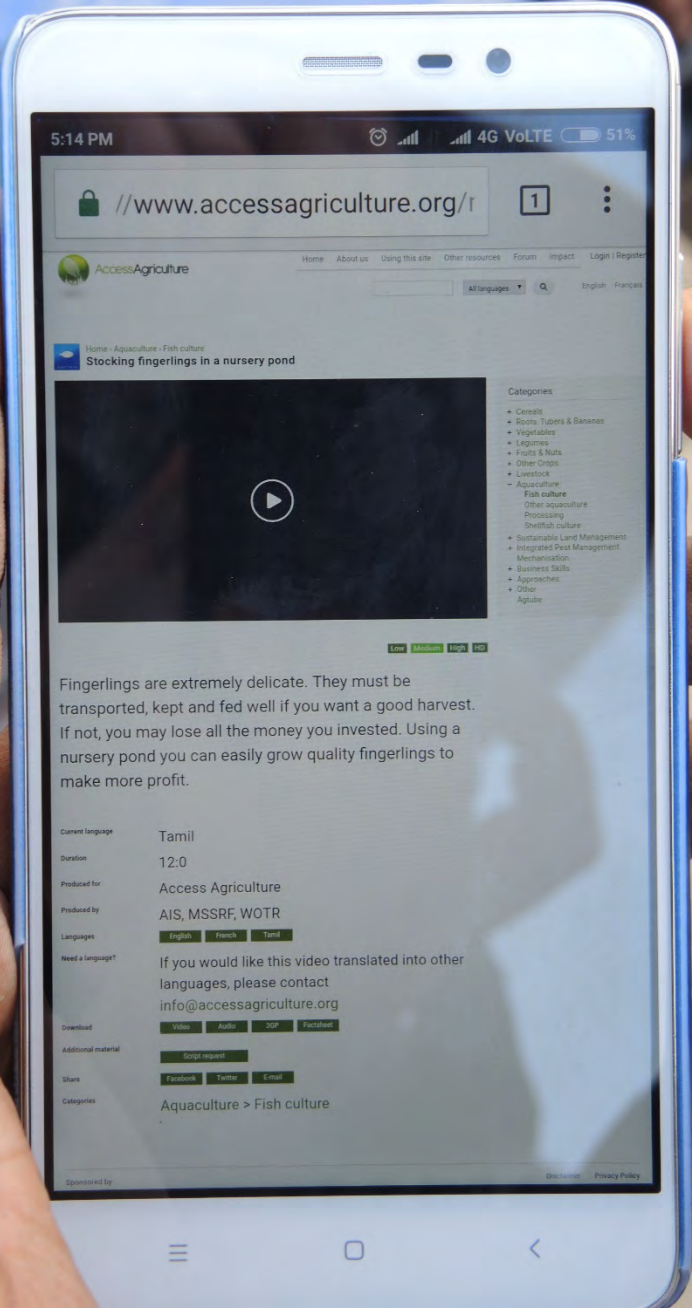 5:14 PM 4G VoLTE 51%
//www.accessagriculture.org/r 1
AccessAgriculture
Home About us Using this site Other resources Forum Impact Login | Register
All languages English Français
Home - Aquaculture - Fish culture
Stocking fingerlings in a nursery pond
Categories
+ Cereals
+ Roots, Tubers & Bananas
+ Vegetables
+ Legumes
+ Fruits & Nuts
+ Other Crops
+ Livestock
− Aquaculture
Fish culture
Other aquaculture
Processing
Shellfish culture
+ Sustainable Land Management
+ Integrated Pest Management
Mechanisation
+ Business Skills
+ Approaches
+ Other
Agtube
Low Medium High HD
Fingerlings are extremely delicate. They must be
transported, kept and fed well if you want a good harvest.
If not, you may lose all the money you invested. Using a
nursery pond you can easily grow quality fingerlings to
make more profit.
Current language Tamil
Duration 12:0
Produced for Access Agriculture
Produced by AIS, MSSRF, WOTR
Languages English French Tamil
Need a language? If you would like this video translated into other
languages, please contact
info@accessagriculture.org
Download Video Audio 3GP Factsheet
Additional material Script request
Share Facebook Twitter E-mail
Categories Aquaculture > Fish culture
Sponsored by Disclaimer Privacy Policy